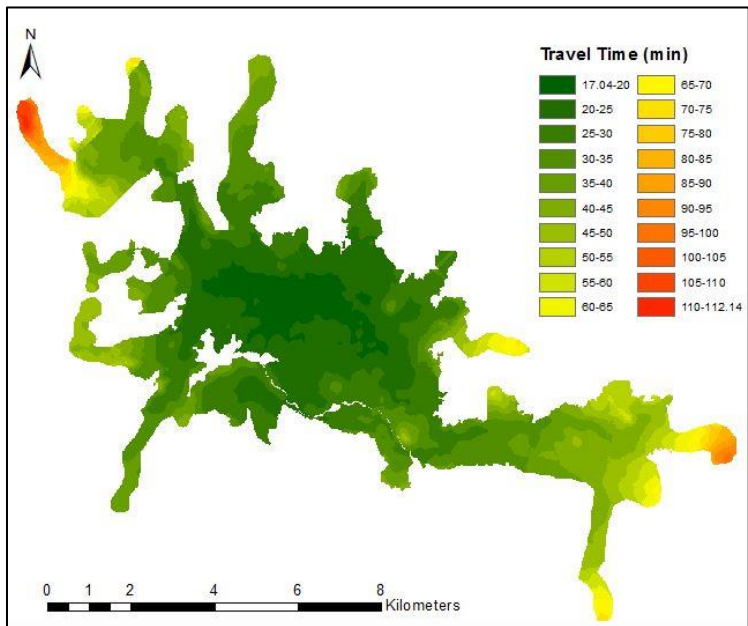 N
Travel Time (min)
17.04-20 65-70
20-25 70-75
25-30 75-80
30-35 80-85
35-40 85-90
40-45 90-95
45-50 95-100
50-55 100-105
55-60 105-110
60-65 110-112.14
0 1 2 4 6 8
Kilometers